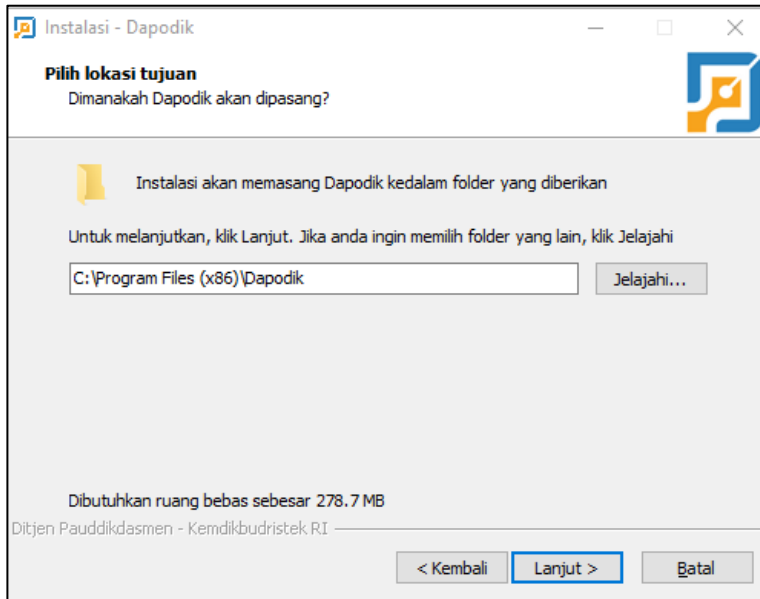 Instalasi - Dapodik
Pilih lokasi tujuan
Dimanakah Dapodik akan dipasang?
Instalasi akan memasang Dapodik kedalam folder yang diberikan
Untuk melanjutkan, klik Lanjut. Jika anda ingin memilih folder yang lain, klik Jelajahi
C:\Program Files (x86)\Dapodik
Jelajahi...
Dibutuhkan ruang bebas sebesar 278.7 MB
Ditjen Pauddikdasmen - Kemdikbudristek RI
< Kembali
Lanjut >
Batal